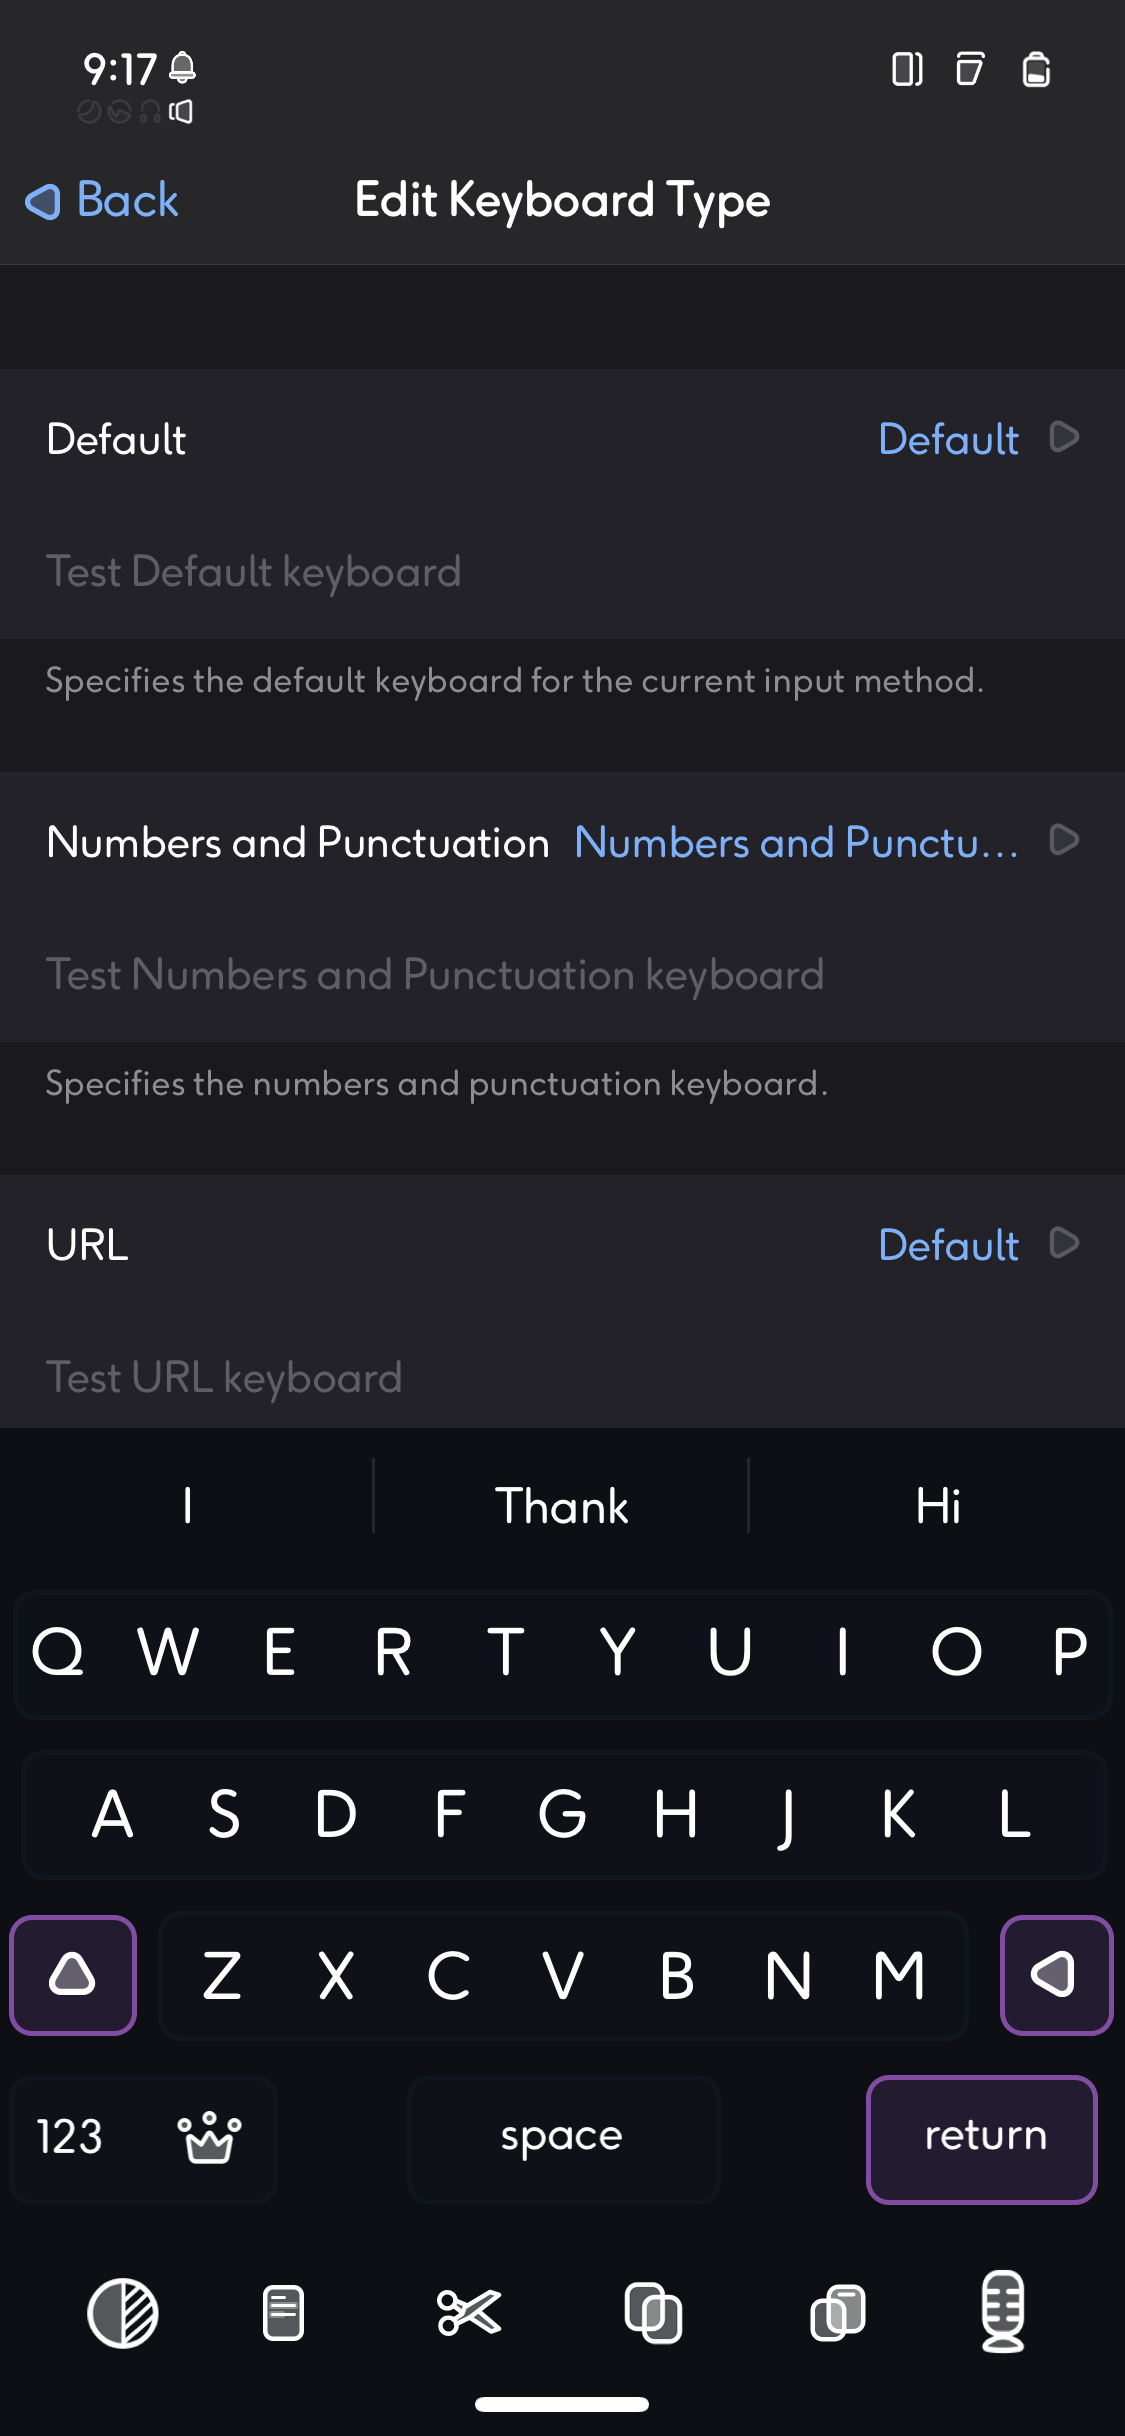 9:17
Back
Edit Keyboard Type
Default Default
Test Default keyboard
Specifies the default keyboard for the current input method.
Numbers and Punctuation Numbers and Punctu...
Test Numbers and Punctuation keyboard
Specifies the numbers and punctuation keyboard.
URL Default
Test URL keyboard
I Thank Hi
Q W E R T Y U I O P
A S D F G H J K L
Z X C V B N M
123 space return